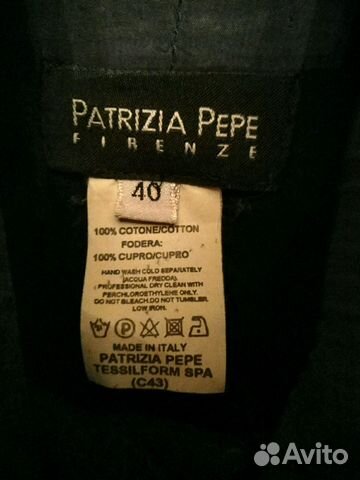 PATRIZIA PEPE
FIRENZE
40
100% COTONE/COTTON
FODERA:
100% CUPRO/CUPRO
HAND WASH COLD SEPARATELY
(ACQUA FREDDA).
PROFESSIONAL DRY CLEAN WITH
PERCHLOROETHYLENE ONLY.
DO NOT BLEACH.DO NOT TUMBLER.
LOW IRON.
MADE IN ITALY
PATRIZIA PEPE
TESSILFORM SPA
(C43)
Avito